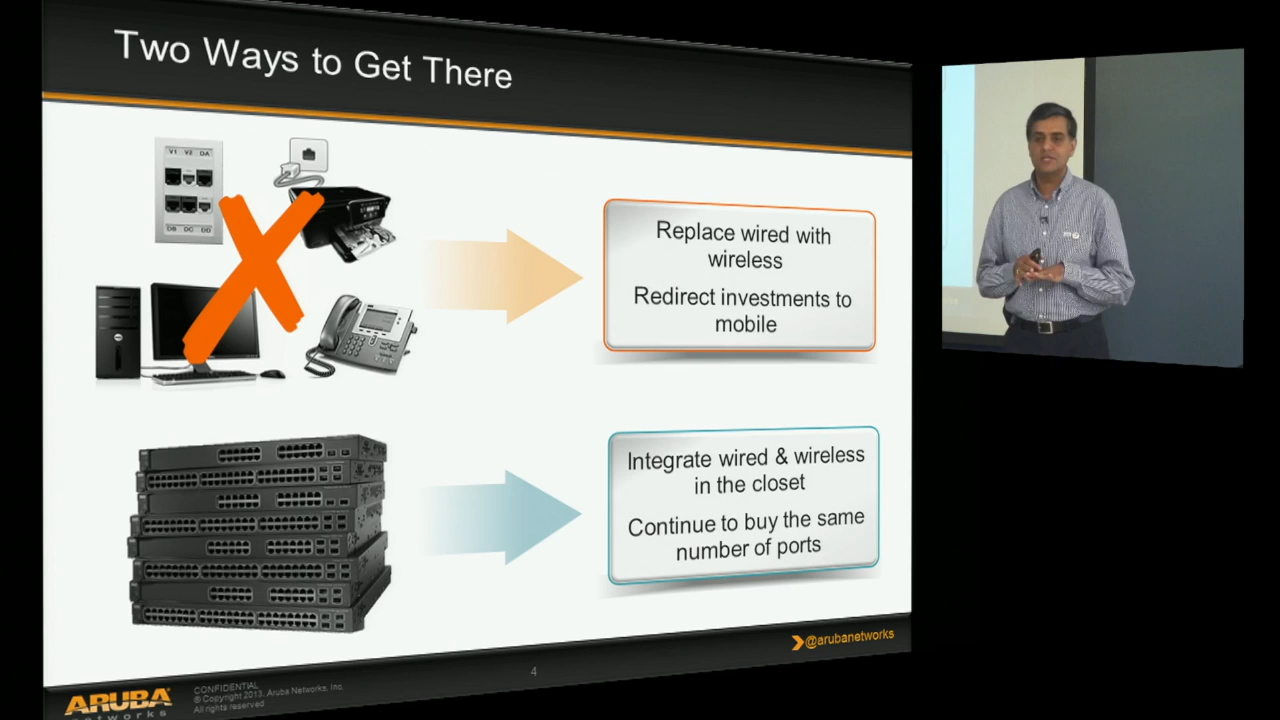 Two Ways to Get There
V1 V2 DA
DB DC DD
Replace wired with
wireless
Redirect investments to
mobile
Integrate wired & wireless
in the closet
Continue to buy the same
number of ports
@arubanetworks
4
ARUBA
networks
CONFIDENTIAL
© Copyright 2013. Aruba Networks, Inc.
All rights reserved